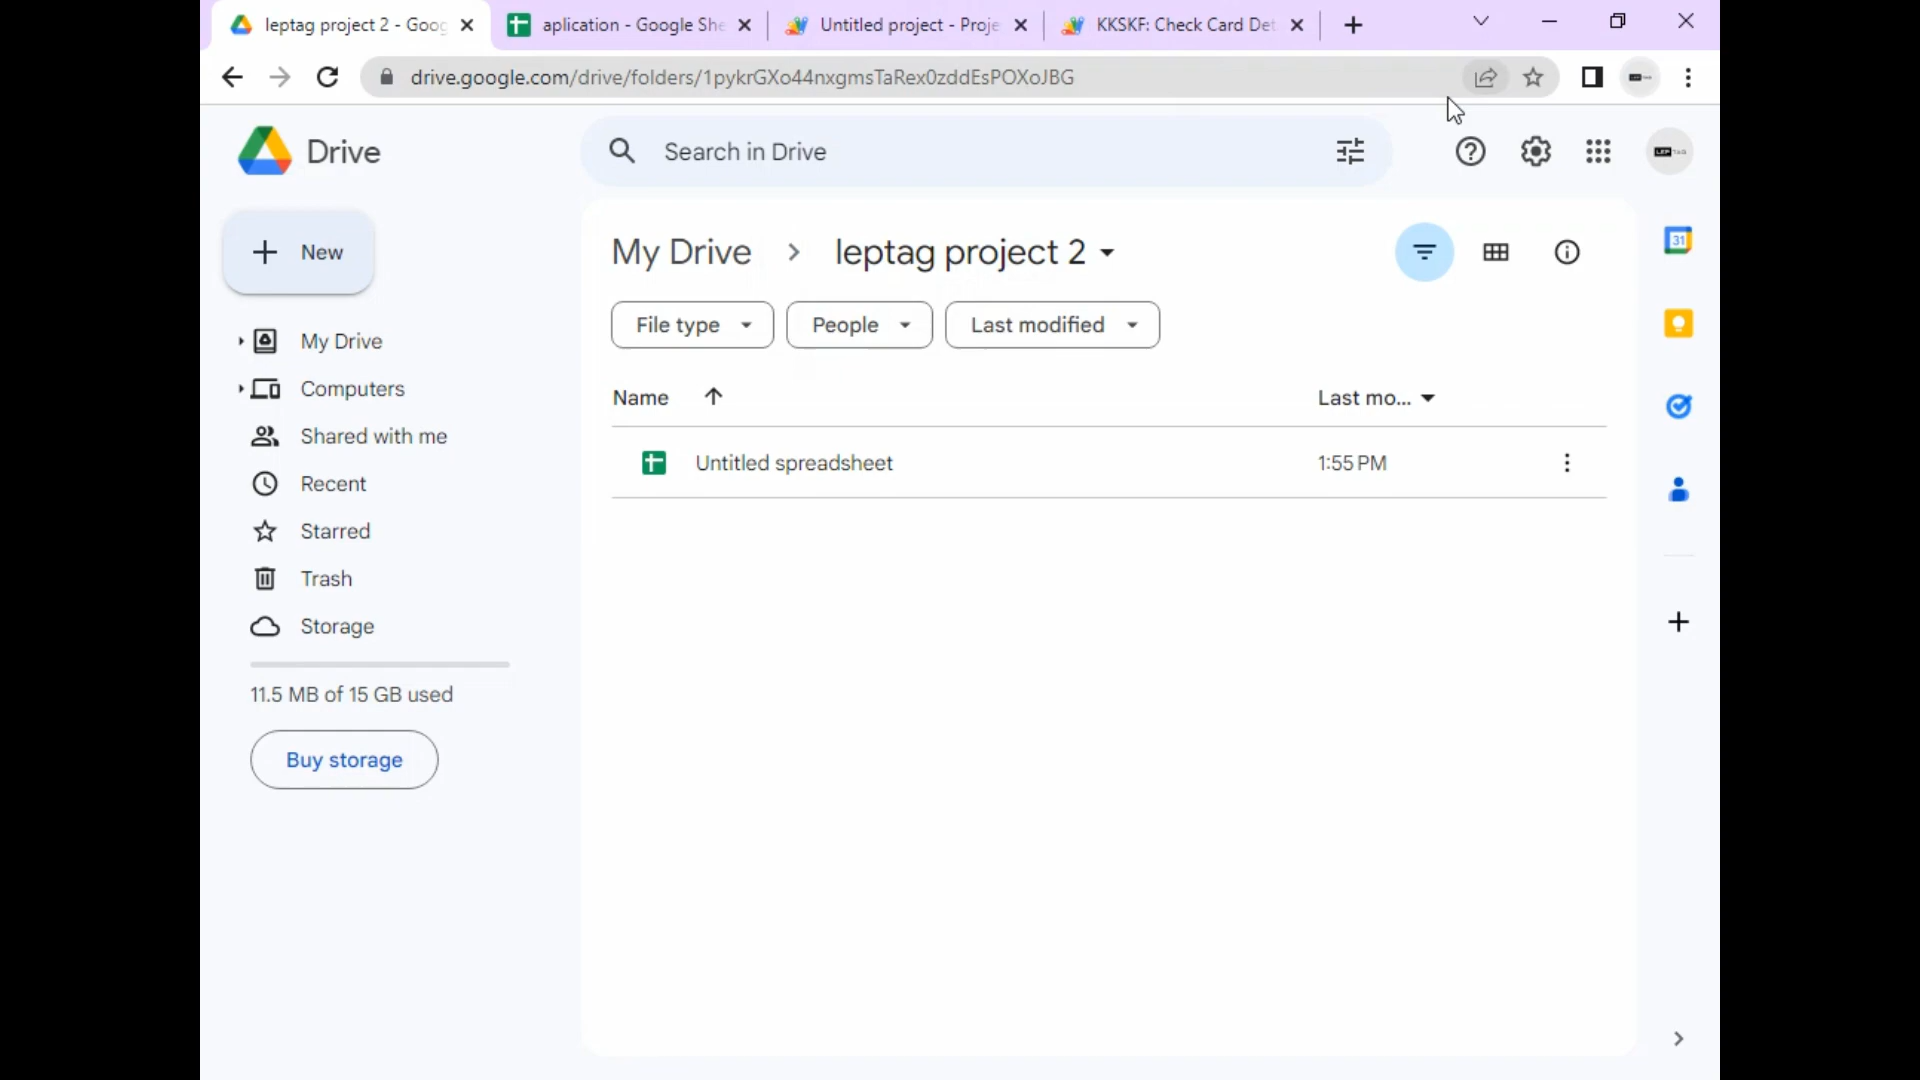 leptag project 2 - Goog
aplication - Google She
Untitled project - Proje
KKSKF: Check Card Det
drive.google.com/drive/folders/1pykrGXo44nxgmsTaRex0zddEsPOXoJBG
Drive
Search in Drive
New
My Drive
leptag project 2
31
File type
People
Last modified
My Drive
Computers
Shared with me
Recent
Starred
Trash
Storage
11.5 MB of 15 GB used
Buy storage
Name
Last mo...
Untitled spreadsheet
1:55 PM